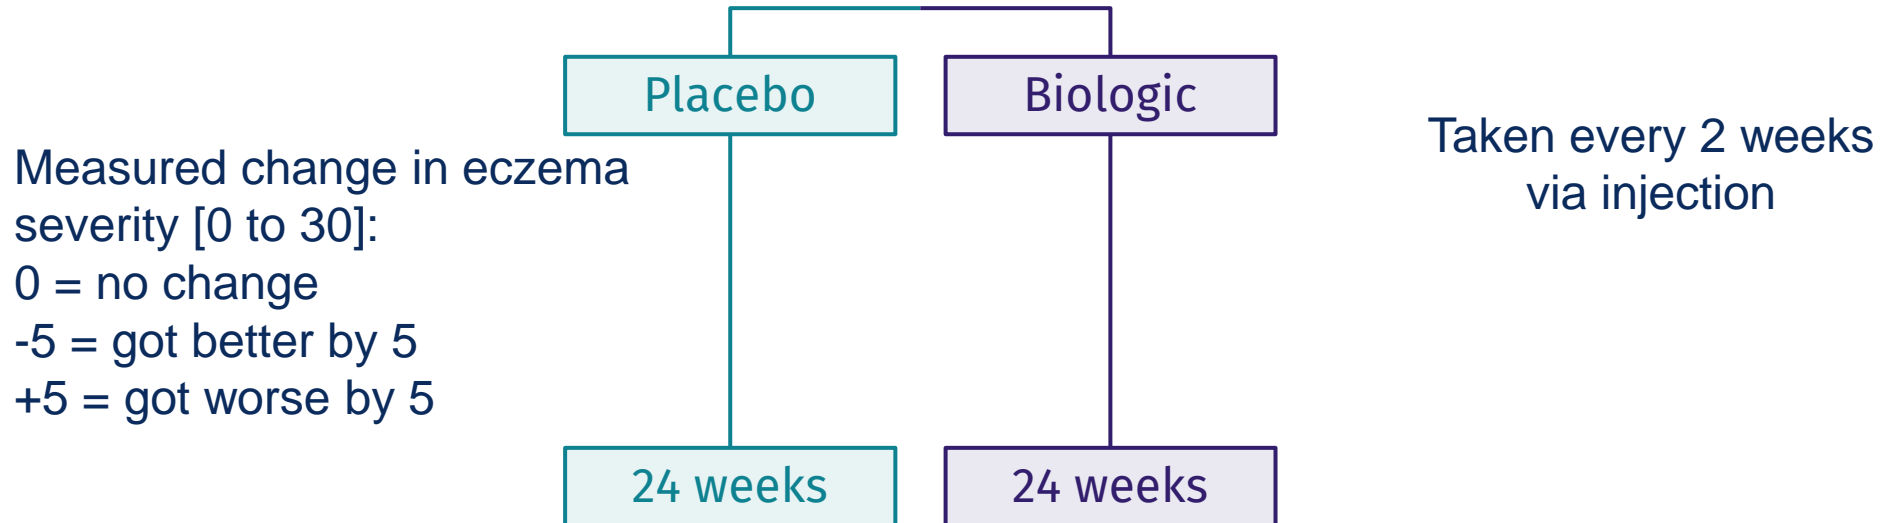 Placebo
Biologic
Measured change in eczema
severity [0 to 30]:
0 = no change
-5 = got better by 5
+5 = got worse by 5
Taken every 2 weeks
via injection
24 weeks
24 weeks